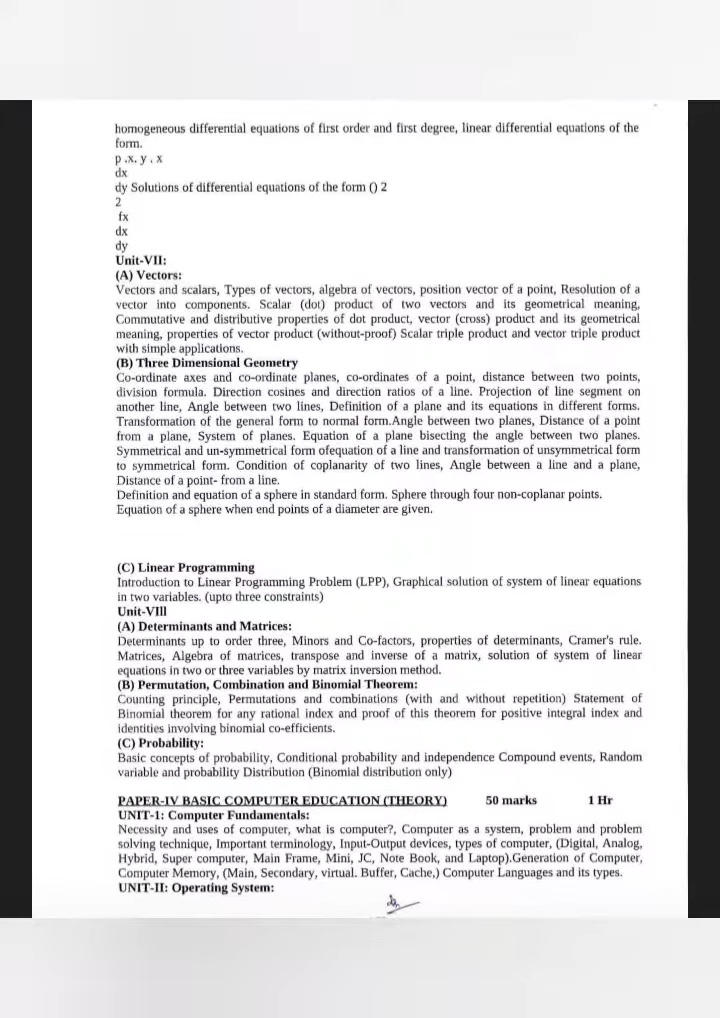 homogeneous differential equations of first order and first degree, linear differential equations of the
form.
p .x. y . x
dx
dy Solutions of differential equations of the form () 2
2
fx
dx
dy
Unit-VII:
(A) Vectors:
Vectors and scalars, Types of vectors, algebra of vectors, position vector of a point, Resolution of a
vector into components. Scalar (dot) product of two vectors and its geometrical meaning,
Commutative and distributive properties of dot product, vector (cross) product and its geometrical
meaning, properties of vector product (without-proof) Scalar triple product and vector triple product
with simple applications.
(B) Three Dimensional Geometry
Co-ordinate axes and co-ordinate planes, co-ordinates of a point, distance between two points,
division formula. Direction cosines and direction ratios of a line. Projection of line segment on
another line, Angle between two lines, Definition of a plane and its equations in different forms.
Transformation of the general form to normal form.Angle between two planes, Distance of a point
from a plane, System of planes. Equation of a plane bisecting the angle between two planes.
Symmetrical and un-symmetrical form ofequation of a line and transformation of unsymmetrical form
to symmetrical form. Condition of coplanarity of two lines, Angle between a line and a plane,
Distance of a point- from a line.
Definition and equation of a sphere in standard form. Sphere through four non-coplanar points.
Equation of a sphere when end points of a diameter are given.
(C) Linear Programming
Introduction to Linear Programming Problem (LPP), Graphical solution of system of linear equations
in two variables. (upto three constraints)
Unit-VIll
(A) Determinants and Matrices:
Determinants up to order three, Minors and Co-factors, properties of determinants, Cramer's rule.
Matrices, Algebra of matrices, transpose and inverse of a matrix, solution of system of linear
equations in two or three variables by matrix inversion method.
(B) Permutation, Combination and Binomial Theorem:
Counting principle, Permutations and combinations (with and without repetition) Statement of
Binomial theorem for any rational index and proof of this theorem for positive integral index and
identities involving binomial co-efficients.
(C) Probability:
Basic concepts of probability, Conditional probability and independence Compound events, Random
variable and probability Distribution (Binomial distribution only)
PAPER-IV BASIC COMPUTER EDUCATION (THEORY) 50 marks 1 Hr
UNIT-1: Computer Fundamentals:
Necessity and uses of computer, what is computer?, Computer as a system, problem and problem
solving technique, Important terminology, Input-Output devices, types of computer, (Digital, Analog,
Hybrid, Super computer, Main Frame, Mini, JC, Note Book, and Laptop).Generation of Computer,
Computer Memory, (Main, Secondary, virtual. Buffer, Cache,) Computer Languages and its types.
UNIT-II: Operating System: